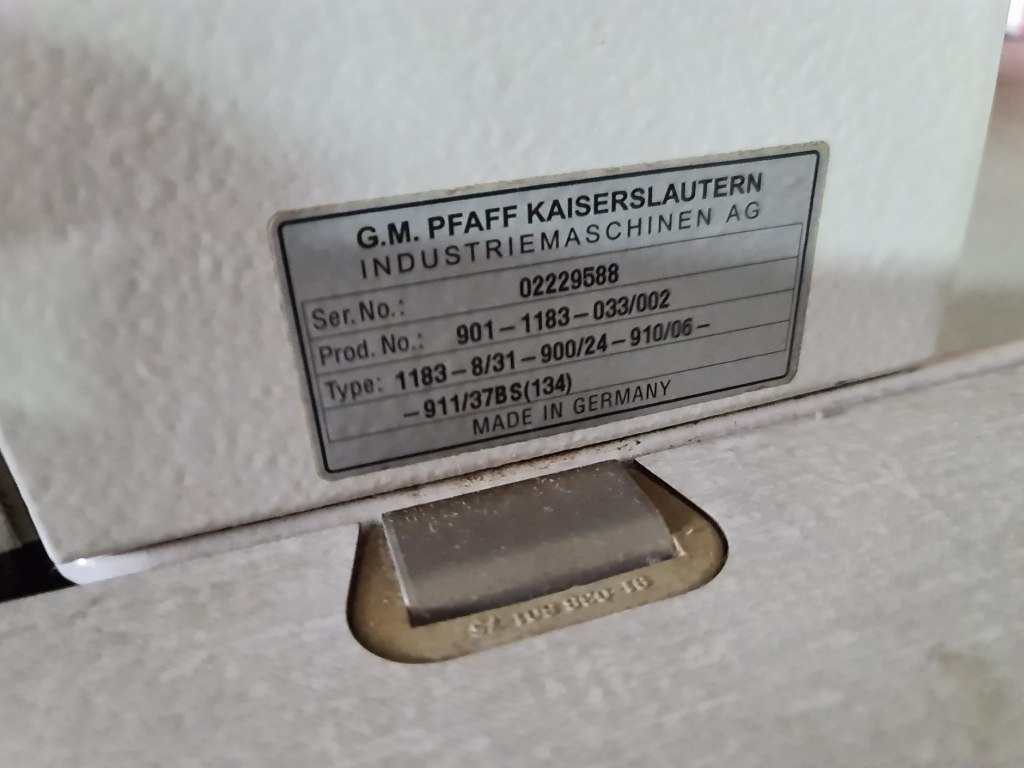 G.M. PFAFF KAISERSLAUTERN
INDUSTRIEMASCHINEN AG
Ser. No.: 02229588
Prod. No.: 901-1183-033/002
Type: 1183-8/31-900/24-910/06-
-911/37BS(134)
MADE IN GERMANY